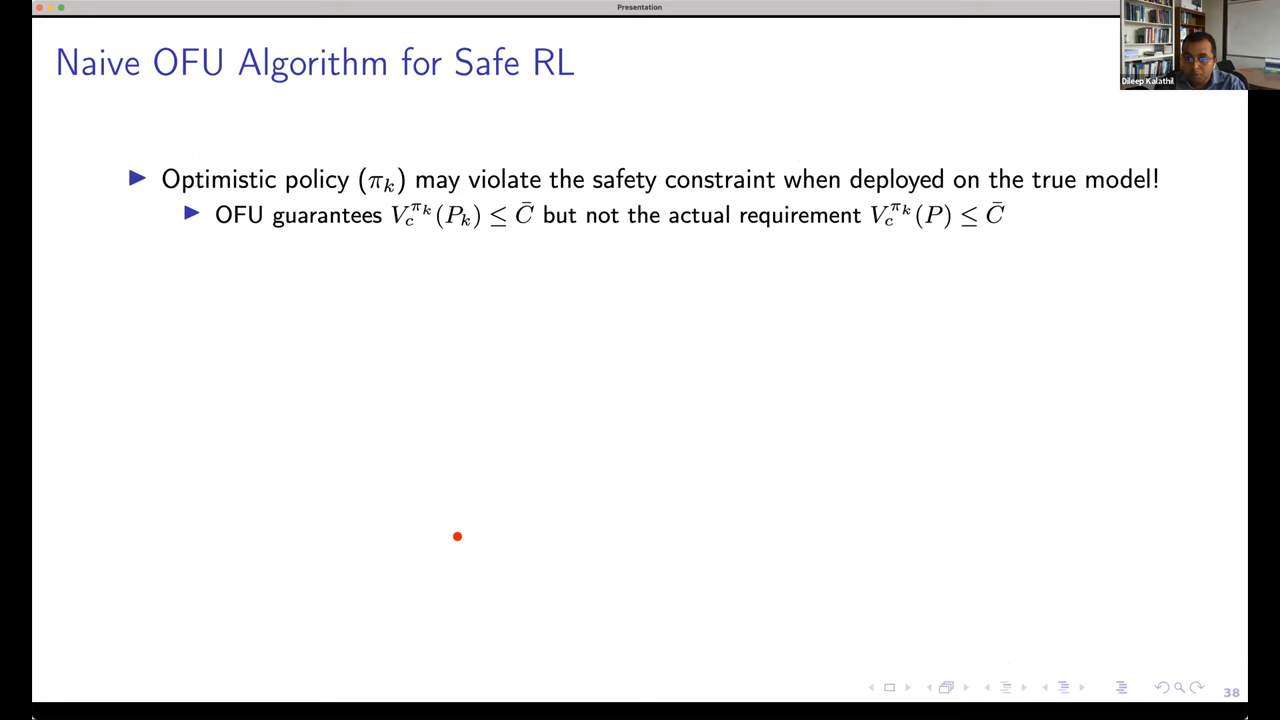 Presentation
Naive OFU Algorithm for Safe RL
Dileep Kalathil
▶ Optimistic policy (πₖ) may violate the safety constraint when deployed on the true model!
▶ OFU guarantees V_c^{π_k}(P_k) ≤ C̄ but not the actual requirement V_c^{π_k}(P) ≤ C̄
38